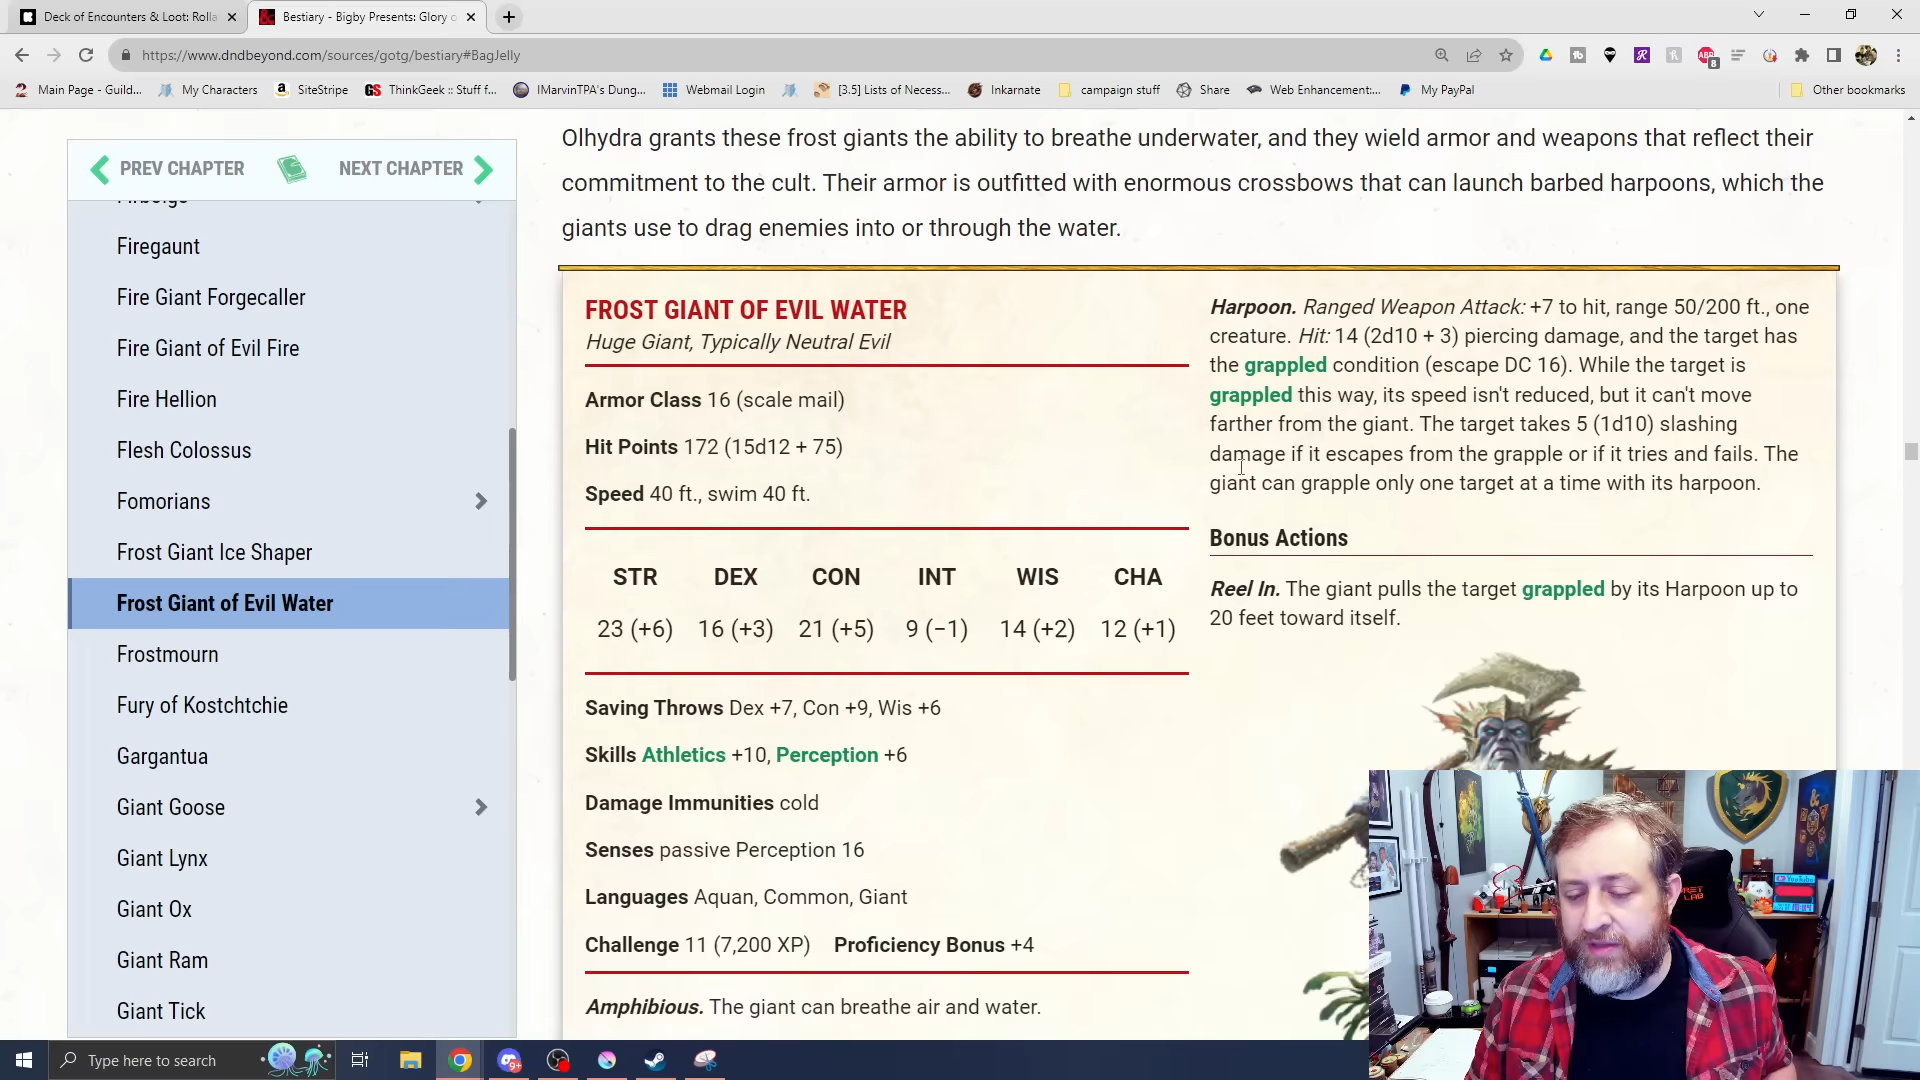 Deck of Encounters & Loot: Rolla
Bestiary - Bigby Presents: Glory o
https://www.dndbeyond.com/sources/gotg/bestiary#BagJelly
Main Page - Guild...
My Characters
SiteStripe
ThinkGeek :: Stuff f...
IMarvinTPA's Dung...
Webmail Login
[3.5] Lists of Necess...
Inkarnate
campaign stuff
Share
Web Enhancement:...
My PayPal
Other bookmarks
PREV CHAPTER
NEXT CHAPTER
Firbolgs
Firegaunt
Fire Giant Forgecaller
Fire Giant of Evil Fire
Fire Hellion
Flesh Colossus
Fomorians
Frost Giant Ice Shaper
Frost Giant of Evil Water
Frostmourn
Fury of Kostchtchie
Gargantua
Giant Goose
Giant Lynx
Giant Ox
Giant Ram
Giant Tick
Olhydra grants these frost giants the ability to breathe underwater, and they wield armor and weapons that reflect their
commitment to the cult. Their armor is outfitted with enormous crossbows that can launch barbed harpoons, which the
giants use to drag enemies into or through the water.
FROST GIANT OF EVIL WATER
Huge Giant, Typically Neutral Evil
Armor Class 16 (scale mail)
Hit Points 172 (15d12 + 75)
Speed 40 ft., swim 40 ft.
STR DEX CON INT WIS CHA
23 (+6) 16 (+3) 21 (+5) 9 (−1) 14 (+2) 12 (+1)
Saving Throws Dex +7, Con +9, Wis +6
Skills Athletics +10, Perception +6
Damage Immunities cold
Senses passive Perception 16
Languages Aquan, Common, Giant
Challenge 11 (7,200 XP) Proficiency Bonus +4
Amphibious. The giant can breathe air and water.
Harpoon. Ranged Weapon Attack: +7 to hit, range 50/200 ft., one
creature. Hit: 14 (2d10 + 3) piercing damage, and the target has
the grappled condition (escape DC 16). While the target is
grappled this way, its speed isn't reduced, but it can't move
farther from the giant. The target takes 5 (1d10) slashing
damage if it escapes from the grapple or if it tries and fails. The
giant can grapple only one target at a time with its harpoon.
Bonus Actions
Reel In. The giant pulls the target grappled by its Harpoon up to
20 feet toward itself.
YouTube
Type here to search